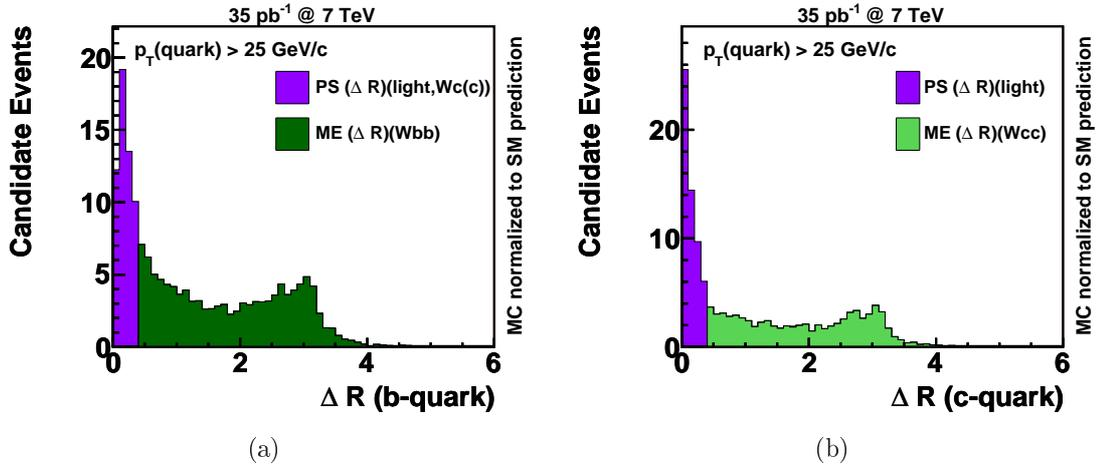 35 pb-1 @ 7 TeV
pT(quark) > 25 GeV/c
PS (Δ R)(light,Wc(c))
ME (Δ R)(Wbb)
Candidate Events
20
15
10
5
0
0 2 4 6
Δ R (b-quark)
MC normalized to SM prediction
(a)
35 pb-1 @ 7 TeV
pT(quark) > 25 GeV/c
PS (Δ R)(light)
ME (Δ R)(Wcc)
Candidate Events
20
10
0
0 2 4 6
Δ R (c-quark)
MC normalized to SM prediction
(b)